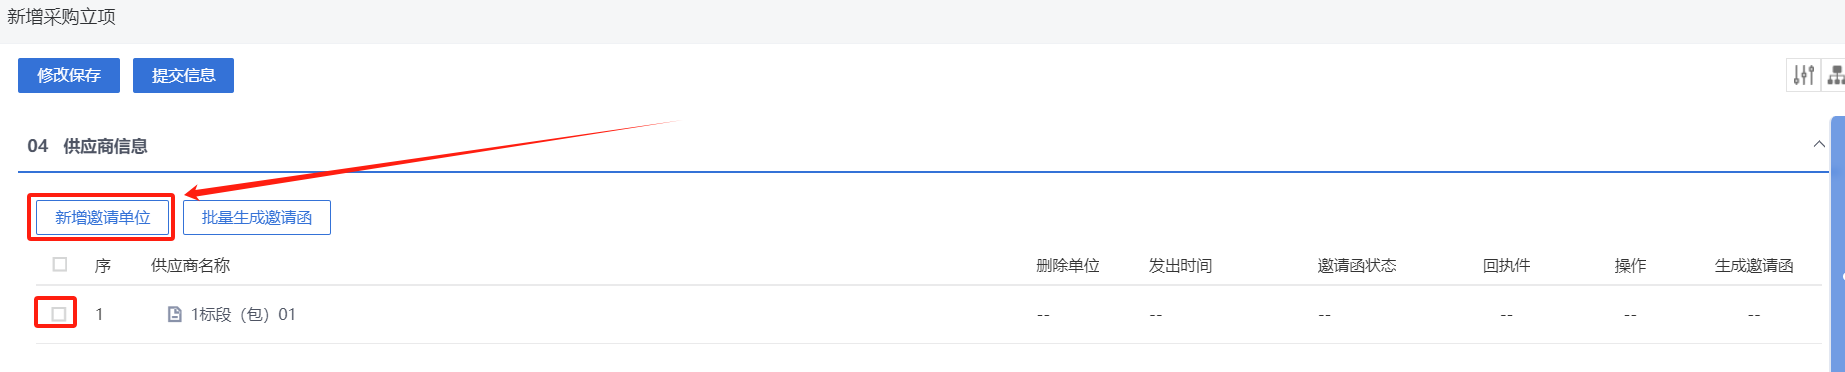 新增采购立项
修改保存 提交信息
04 供应商信息
新增邀请单位 批量生成邀请函
序 供应商名称 删除单位 发出时间 邀请函状态 回执件 操作 生成邀请函
1 1标段（包）01 -- -- -- -- -- --